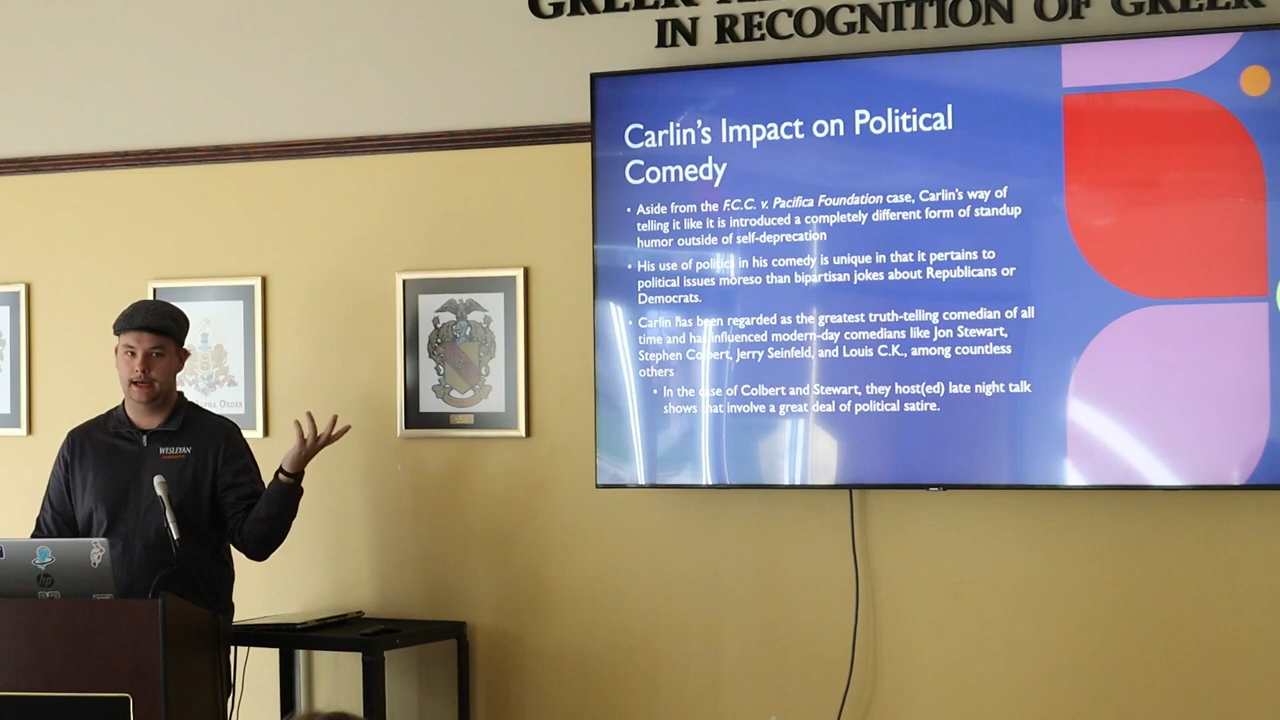 GREEK
IN RECOGNITION OF GREEK
Carlin's Impact on Political
Comedy
• Aside from the F.C.C. v. Pacifica Foundation case, Carlin's way of
telling it like it is introduced a completely different form of standup
humor outside of self-deprecation
• His use of politics in his comedy is unique in that it pertains to
political issues moreso than bipartisan jokes about Republicans or
Democrats.
• Carlin has been regarded as the greatest truth-telling comedian of all
time and has influenced modern-day comedians like Jon Stewart,
Stephen Colbert, Jerry Seinfeld, and Louis C.K., among countless
others
• In the case of Colbert and Stewart, they host(ed) late night talk
shows that involve a great deal of political satire.
Alpha Order
WESLEYAN
hp